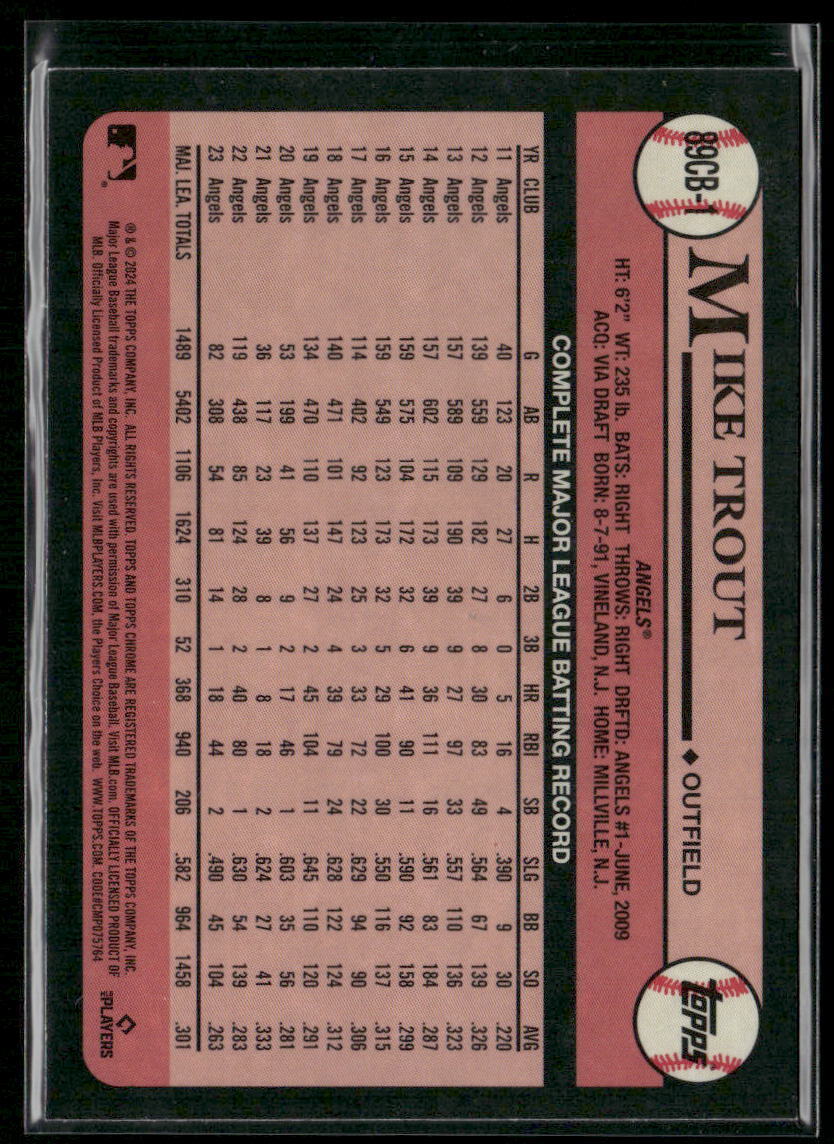 89CB-1
MIKE TROUT ◆ OUTFIELD
topps
ANGELS®
HT: 6'2" WT: 235 lb. BATS: RIGHT THROWS: RIGHT DRFTD: ANGELS #1-JUNE, 2009
ACQ: VIA DRAFT BORN: 8-7-91, VINELAND, N.J. HOME: MILLVILLE, N.J.
COMPLETE MAJOR LEAGUE BATTING RECORD
YR CLUB G AB R H 2B 3B HR RBI SB SLG BB SO AVG
11 Angels 40 123 20 27 6 0 5 16 4 .390 9 30 .220
12 Angels 139 559 129 182 27 8 30 83 49 .564 67 139 .326
13 Angels 157 589 109 190 39 9 27 97 33 .557 110 136 .323
14 Angels 157 602 115 173 39 9 36 111 16 .561 83 184 .287
15 Angels 159 575 104 172 32 6 41 90 11 .590 92 158 .299
16 Angels 159 549 123 173 32 5 29 100 30 .550 116 137 .315
17 Angels 114 402 92 123 25 3 33 72 22 .629 94 90 .306
18 Angels 140 471 101 147 24 4 39 79 24 .628 122 124 .312
19 Angels 134 470 110 137 27 2 45 104 11 .645 110 120 .291
20 Angels 53 199 41 56 9 2 17 46 1 .603 35 56 .281
21 Angels 36 117 23 39 8 1 8 18 2 .624 27 41 .333
22 Angels 119 438 85 124 28 2 40 80 1 .630 54 139 .283
23 Angels 82 308 54 81 14 1 18 44 2 .490 45 104 .263
MAJ. LEA. TOTALS 1489 5402 1106 1624 310 52 368 940 206 .582 964 1458 .301
® & © 2024 THE TOPPS COMPANY, INC. ALL RIGHTS RESERVED. TOPPS AND TOPPS CHROME ARE REGISTERED TRADEMARKS OF THE TOPPS COMPANY, INC.
Major League Baseball trademarks and copyrights are used with permission of Major League Baseball. Visit MLB.com. OFFICIALLY LICENSED PRODUCT OF
MLB. Officially Licensed Product of MLB Players, Inc. Visit MLBPLAYERS.COM, the Players Choice on the web. WWW.TOPPS.COM. CODE#CMP075764
®
MLB PLAYERS